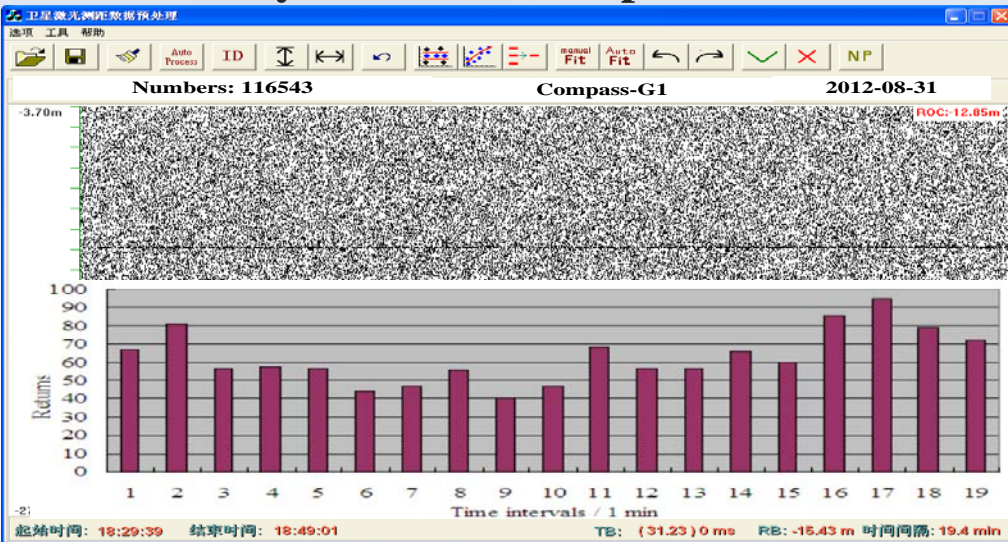 卫星激光测距数据预处理
选项 工具 帮助
Auto Process ID manual Fit Auto Fit NP
Numbers: 116543 Compass-G1 2012-08-31
-3.70m ROC:-12.85m
100
90
80
70
60
50
40
30
20
10
0
Returns
1 2 3 4 5 6 7 8 9 10 11 12 13 14 15 16 17 18 19
Time intervals / 1 min
起始时间: 18:29:39 结束时间: 18:49:01 TB: (31.23) 0 ms RB: -15.43 m 时间间隔: 19.4 min